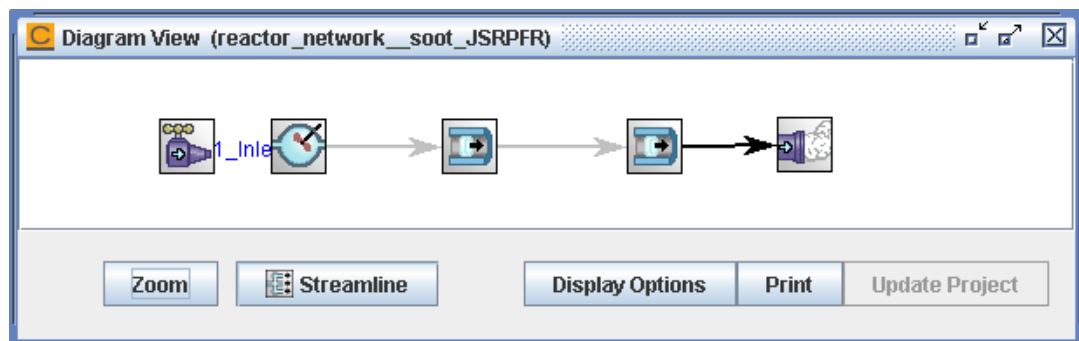 C Diagram View (reactor_network__soot_JSRPFR)
1_Inle
Zoom
Streamline
Display Options
Print
Update Project